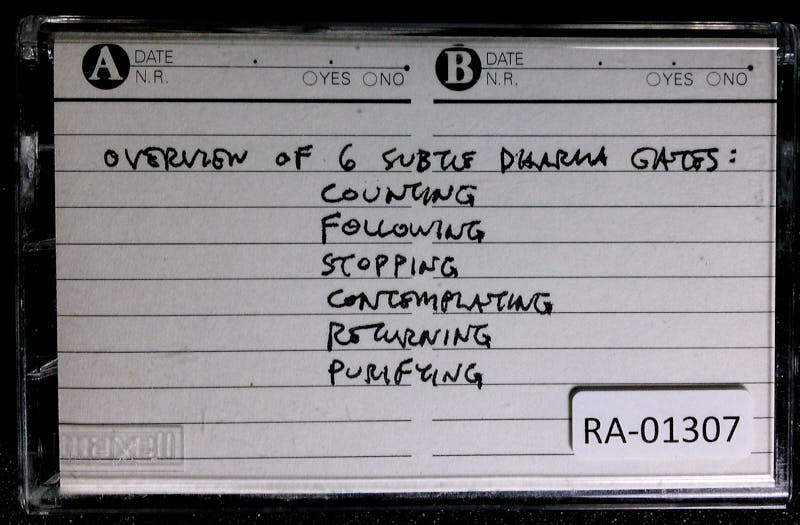 A DATE . . B DATE . .
N.R. ○YES ○NO N.R. ○YES ○NO
OVERVIEW OF 6 SUBTLE DHARMA GATES:
COUNTING
FOLLOWING
STOPPING
CONTEMPLATING
RETURNING
PURIFYING
RA-01307
maxell